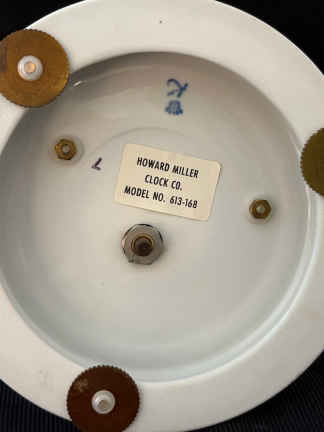 HOWARD MILLER
CLOCK CO.
MODEL NO. 613-168